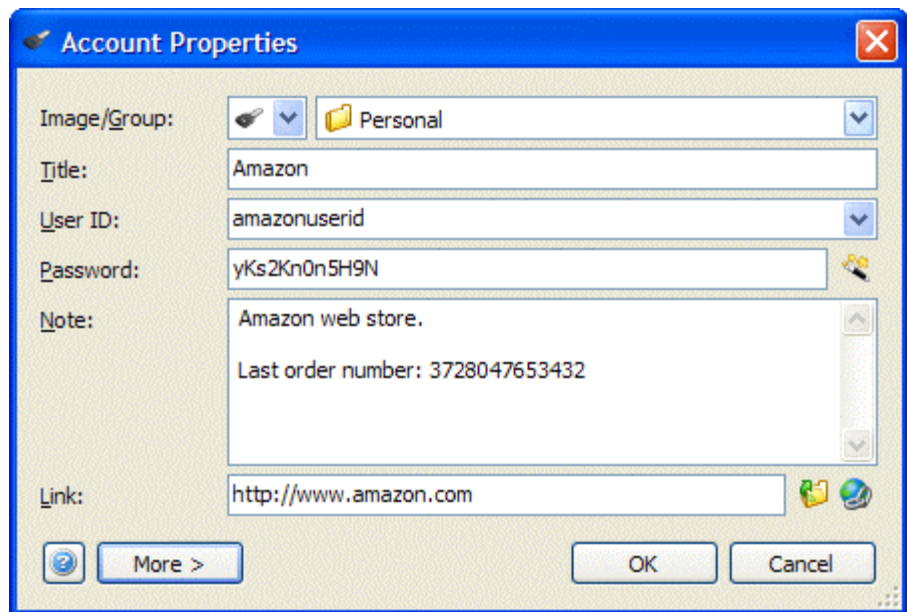 Account Properties
Image/Group: Personal
Title: Amazon
User ID: amazonuserid
Password: yKs2Kn0n5H9N
Note: Amazon web store.
Last order number: 3728047653432
Link: http://www.amazon.com
? More > OK Cancel